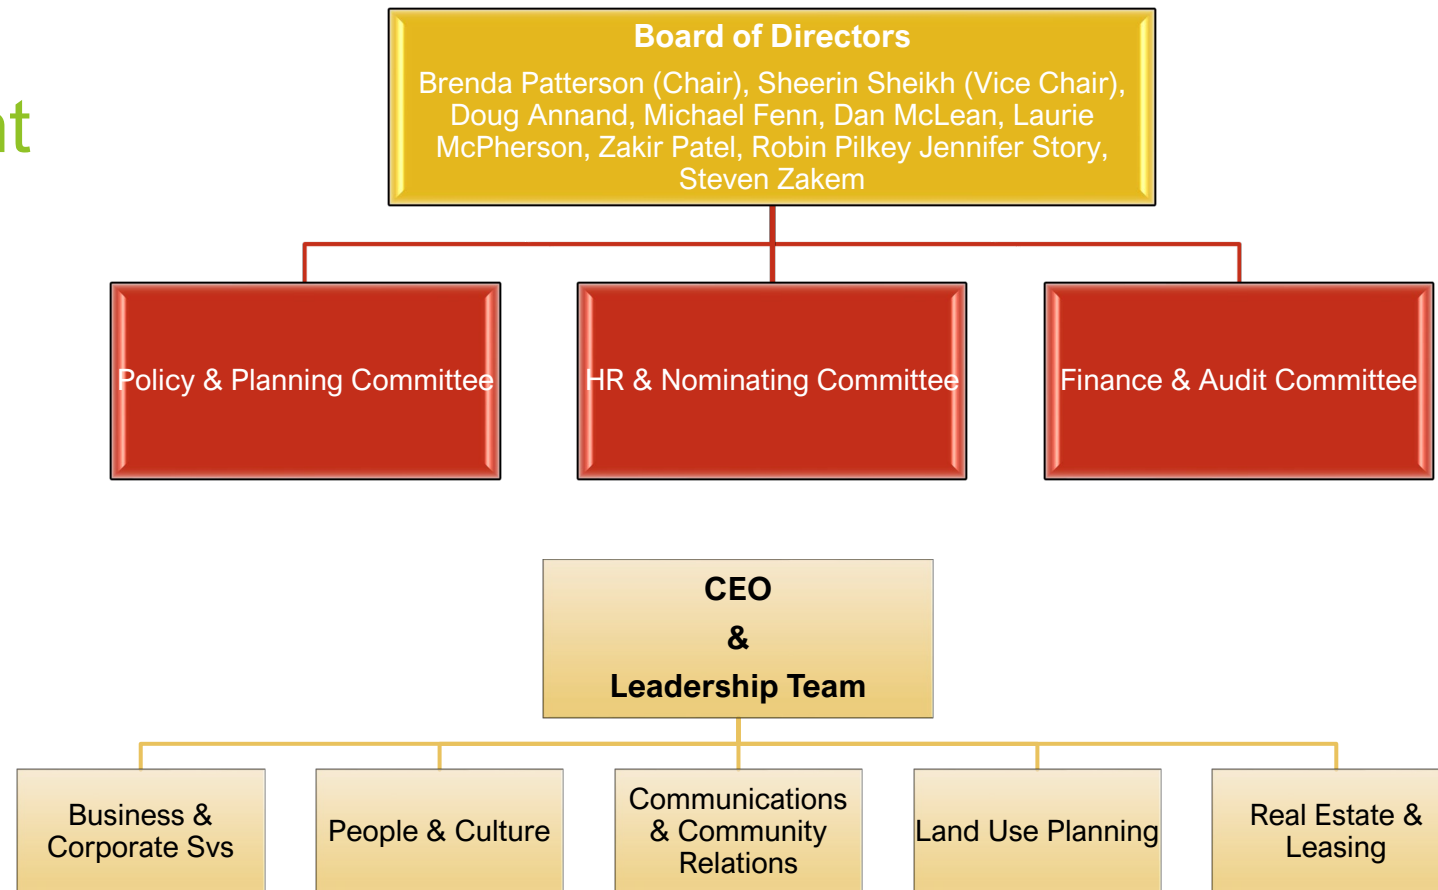 nt
Board of Directors
Brenda Patterson (Chair), Sheerin Sheikh (Vice Chair),
Doug Annand, Michael Fenn, Dan McLean, Laurie
McPherson, Zakir Patel, Robin Pilkey Jennifer Story,
Steven Zakem
Policy & Planning Committee
HR & Nominating Committee
Finance & Audit Committee
CEO
&
Leadership Team
Business &
Corporate Svs
People & Culture
Communications
& Community
Relations
Land Use Planning
Real Estate &
Leasing